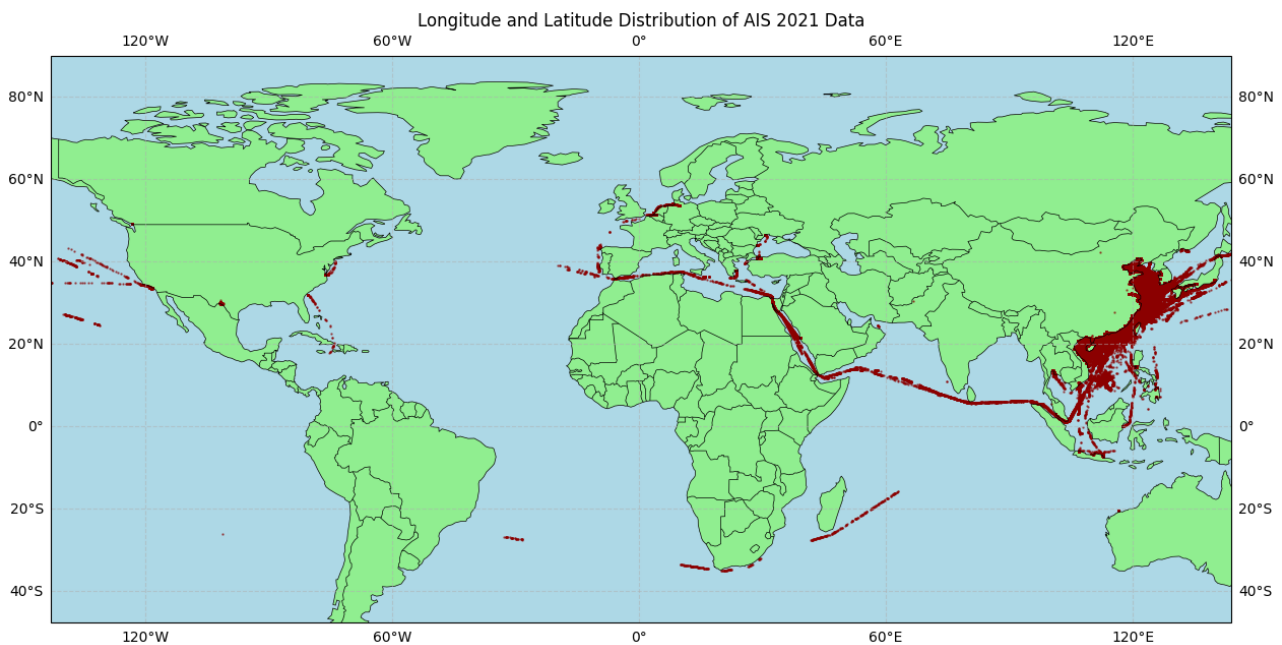 Longitude and Latitude Distribution of AIS 2021 Data
120°W 60°W 0° 60°E 120°E
80°N 80°N
60°N 60°N
40°N 40°N
20°N 20°N
0° 0°
20°S 20°S
40°S 40°S
120°W 60°W 0° 60°E 120°E